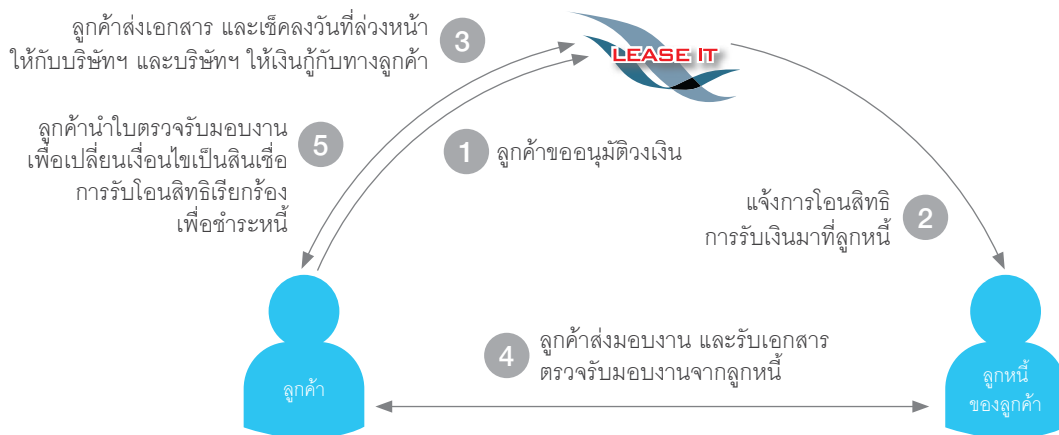 ลูกค้าส่งเอกสาร และเช็คลงวันที่ล่วงหน้า
ให้กับบริษัทฯ และบริษัทฯ ให้เงินกู้กับทางลูกค้า
3
LEASE IT
ลูกค้านำใบตรวจรับมอบงาน
เพื่อเปลี่ยนเงื่อนไขเป็นสินเชื่อ
การรับโอนสิทธิเรียกร้อง
เพื่อชำระหนี้
5
1 ลูกค้าขออนุมัติวงเงิน
แจ้งการโอนสิทธิ
การรับเงินมาที่ลูกหนี้
2
4
ลูกค้าส่งมอบงาน และรับเอกสาร
ตรวจรับมอบงานจากลูกหนี้
ลูกค้า
ลูกหนี้
ของลูกค้า